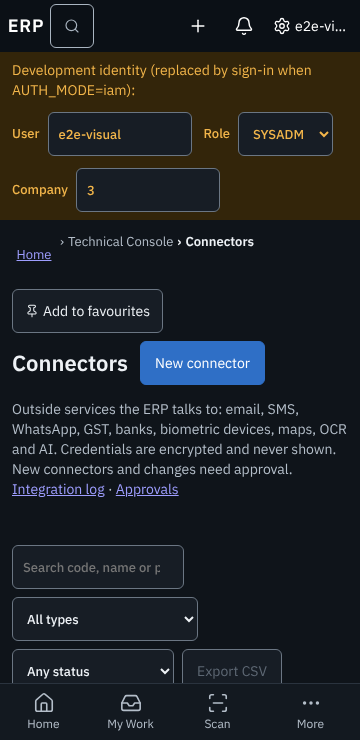 ERP
e2e-vi...
Development identity (replaced by sign-in when
AUTH_MODE=iam):
User e2e-visual Role SYSADM
Company 3
Home › Technical Console › Connectors
Add to favourites
Connectors New connector
Outside services the ERP talks to: email, SMS,
WhatsApp, GST, banks, biometric devices, maps, OCR
and AI. Credentials are encrypted and never shown.
New connectors and changes need approval.
Integration log · Approvals
Search code, name or p
All types
Any status Export CSV
Home My Work Scan More